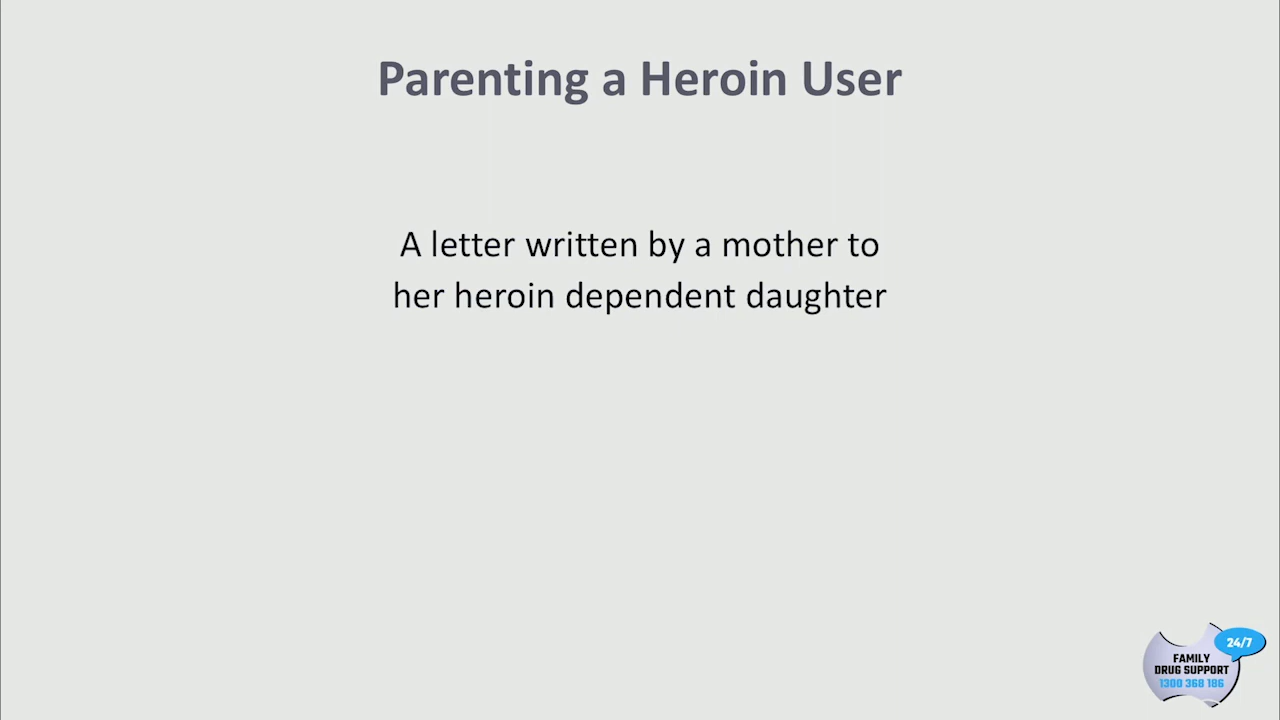 Parenting a Heroin User
A letter written by a mother to
her heroin dependent daughter
24/7
FAMILY
DRUG SUPPORT
1300 368 186